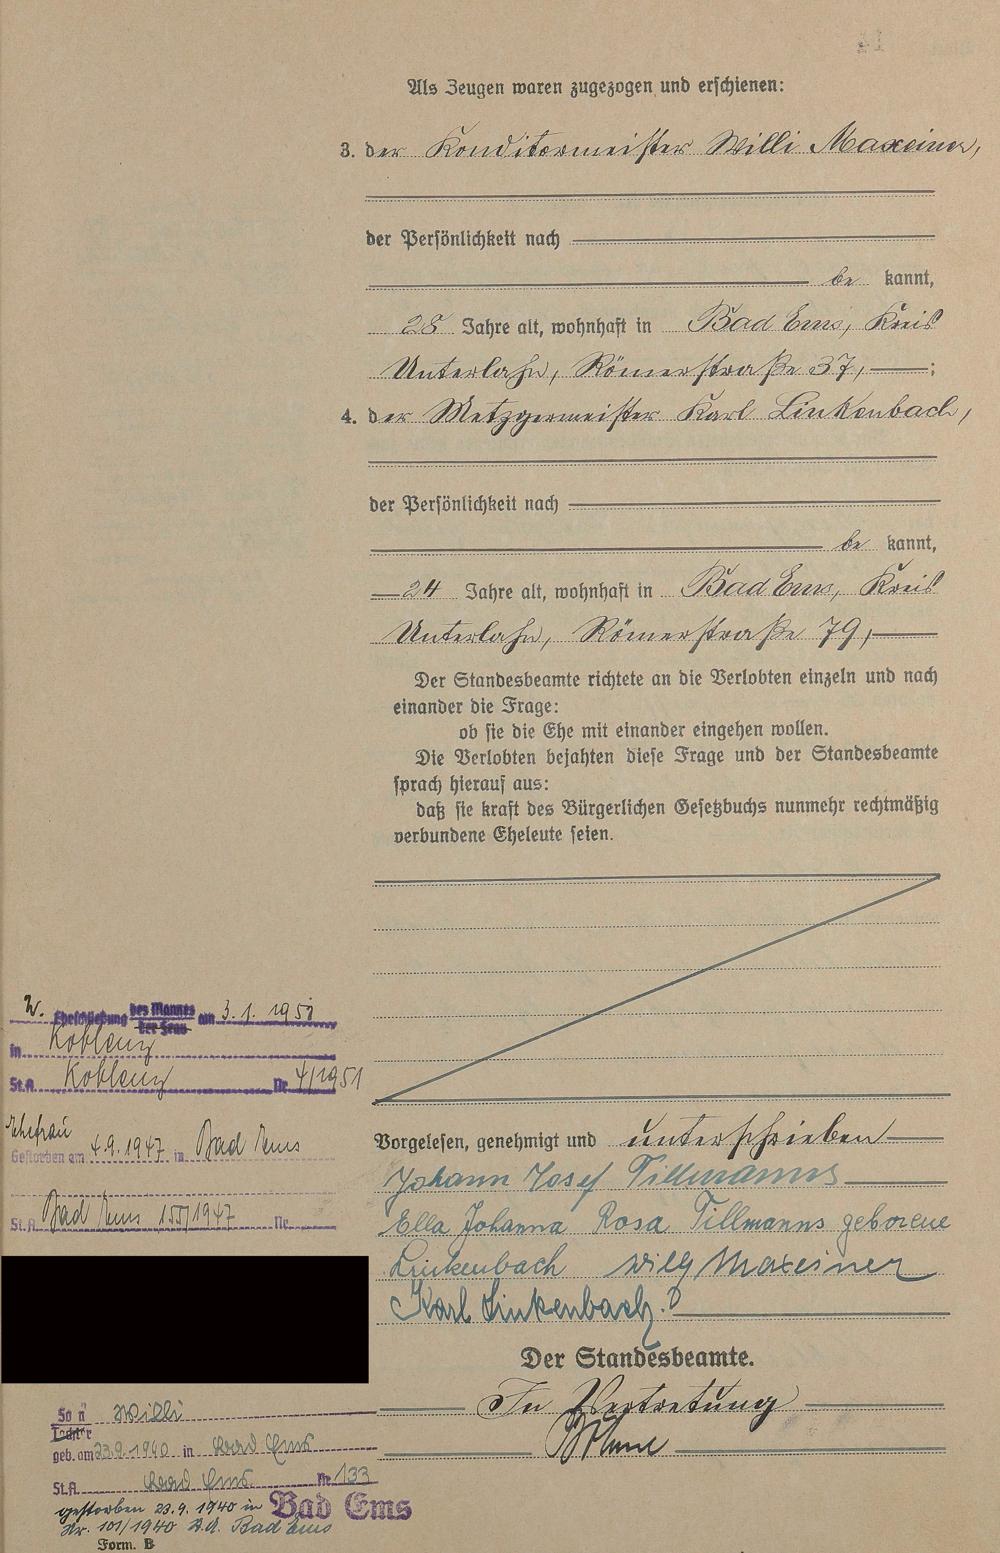 Als Zeugen waren zugezogen und erschienen:
3. der Konditormeister Willi Maxeiner,
der Persönlichkeit nach
be kannt,
28 Jahre alt, wohnhaft in Bad Ems, Kreis
Unterlahn, Römerstraße 37, ;
4. der Metzgermeister Karl Linkenbach,
der Persönlichkeit nach
be kannt,
24 Jahre alt, wohnhaft in Bad Ems, Kreis
Unterlahn, Römerstraße 79,
Der Standesbeamte richtete an die Verlobten einzeln und nach
einander die Frage:
ob sie die Ehe mit einander eingehen wollen.
Die Verlobten bejahten diese Frage und der Standesbeamte
sprach hierauf aus:
daß sie kraft des Bürgerlichen Gesetzbuchs nunmehr rechtmäßig
verbundene Eheleute seien.
Vorgelesen, genehmigt und unterschrieben
Johann Josef Tillmanns
Ella Johanna Rosa Tillmanns geborene
Linkenbach Willy Maxeiner
Karl Linkenbach.
Der Standesbeamte.
In Vertretung
2. Eheschließung des Mannes am 3.1.1951
der Frau
in Koblenz
St.A. Koblenz Nr 4/1951
Ehefrau
Gestorben am 4.9.1947 in Bad Ems
St.A. Bad Ems 155/1947 Nr.
Sohn Willi
Tochter
geb. am 23.9.1940 in Bad Ems
St.A. Bad Ems Nr 133
gestorben 23.9.1940 in Bad Ems
Nr. 101/1940 S.A. Bad Ems
Form. B